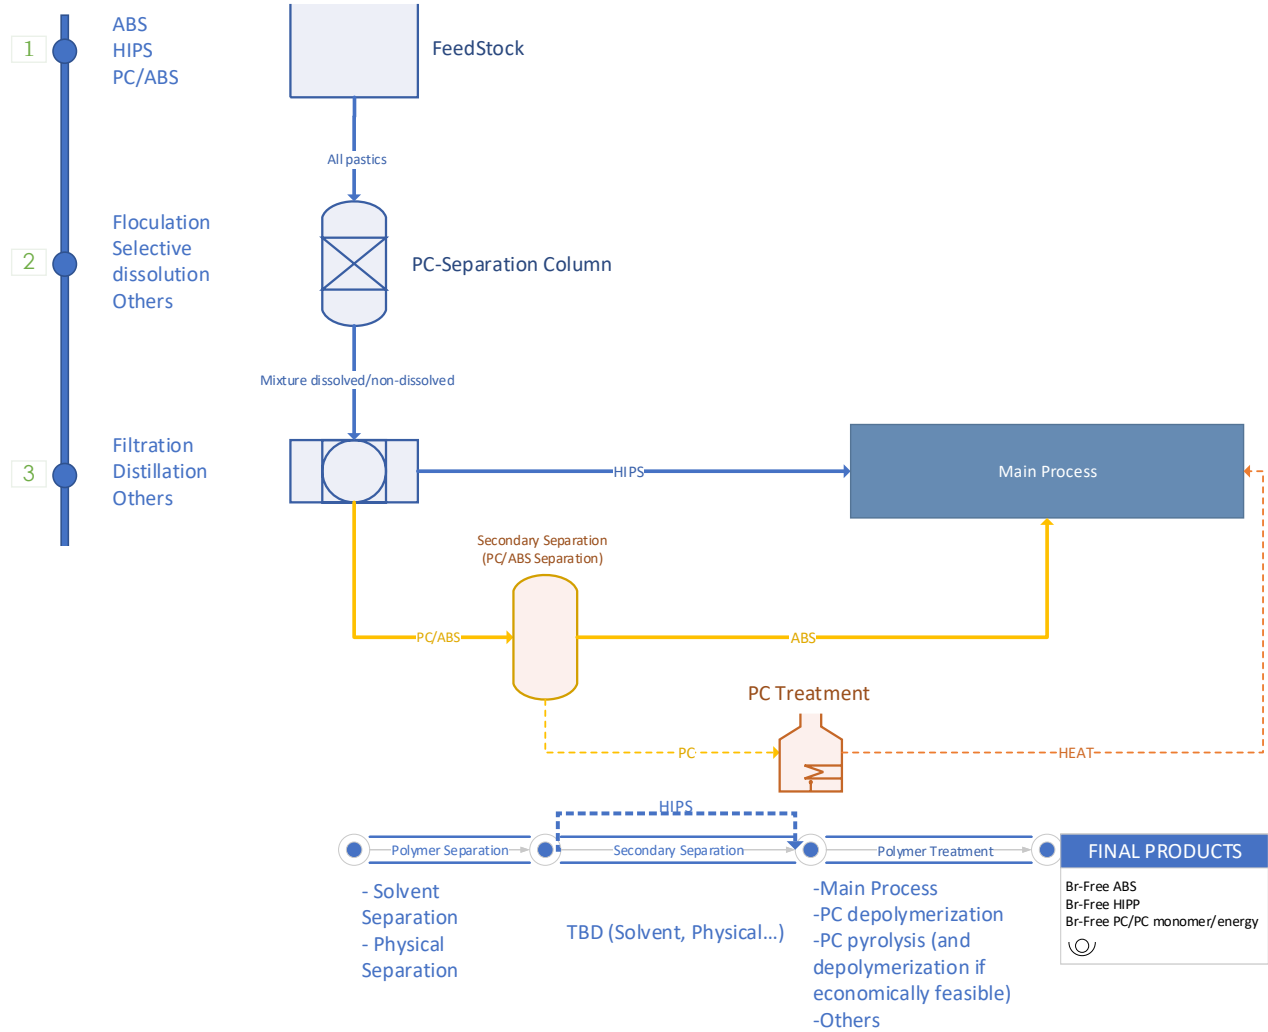 1
ABS
HIPS
PC/ABS
FeedStock
All pastics
2
Floculation
Selective
dissolution
Others
PC-Separation Column
Mixture dissolved/non-dissolved
3
Filtration
Distillation
Others
HIPS
Main Process
Secondary Separation
(PC/ABS Separation)
PC/ABS
ABS
PC Treatment
PC
HEAT
HIPS
Polymer Separation
Secondary Separation
Polymer Treatment
FINAL PRODUCTS
- Solvent
Separation
- Physical
Separation
TBD (Solvent, Physical...)
-Main Process
-PC depolymerization
-PC pyrolysis (and
depolymerization if
economically feasible)
-Others
Br-Free ABS
Br-Free HIPP
Br-Free PC/PC monomer/energy